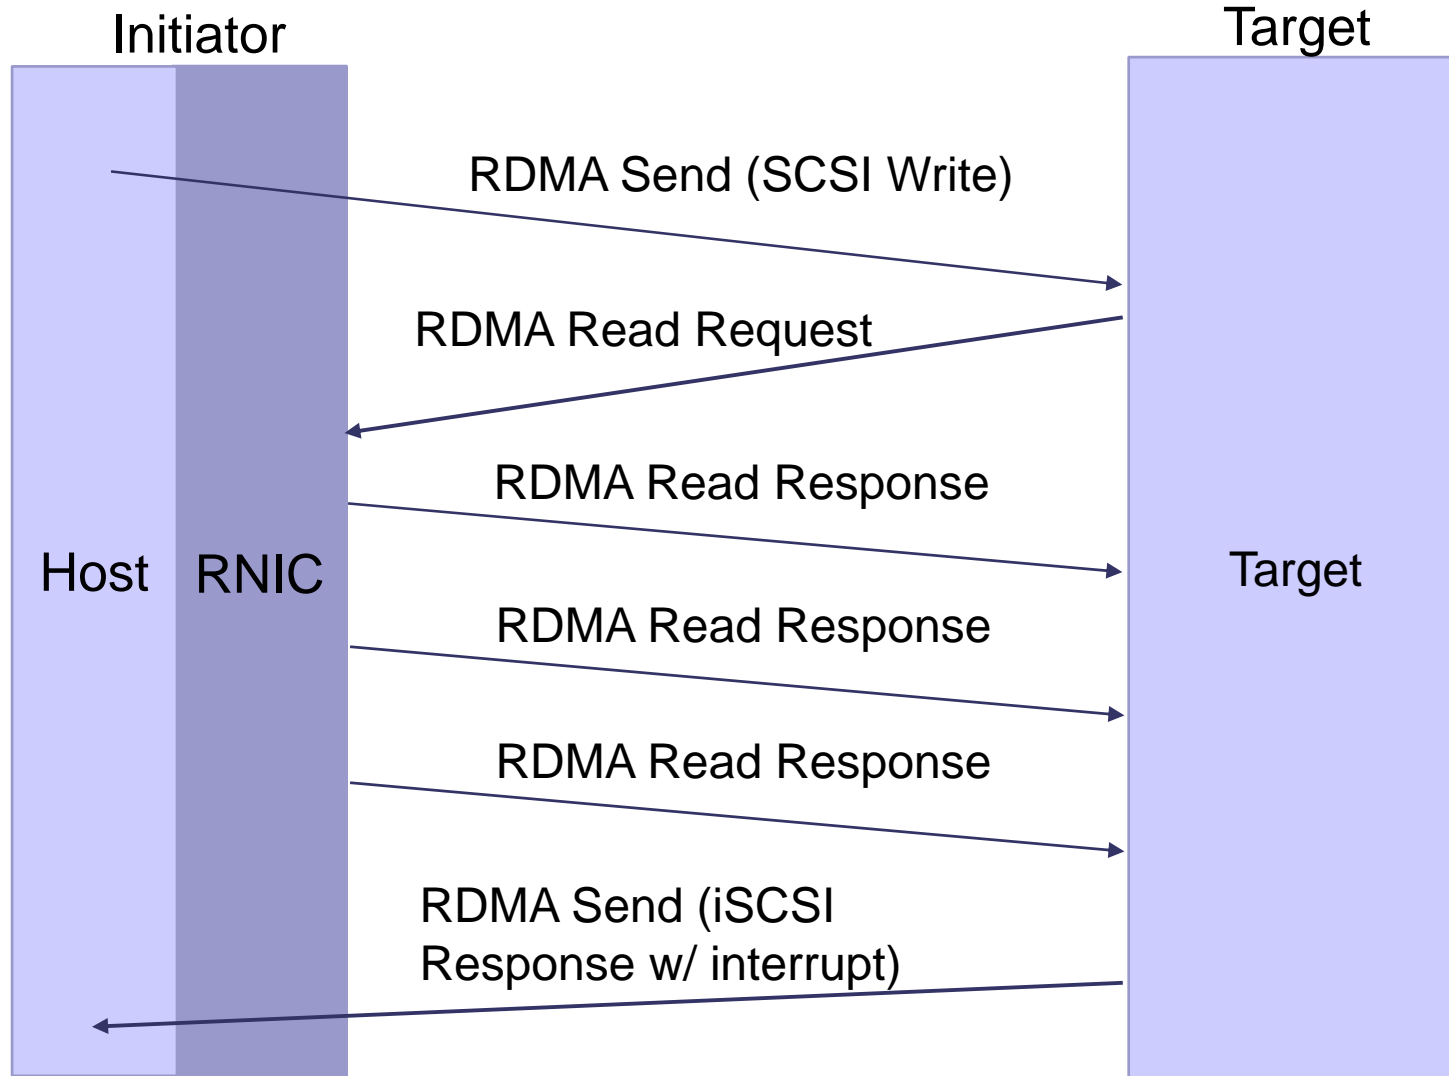 Initiator
Target
RDMA Send (SCSI Write)
RDMA Read Request
RDMA Read Response
Host
RNIC
Target
RDMA Read Response
RDMA Read Response
RDMA Send (iSCSI
Response w/ interrupt)